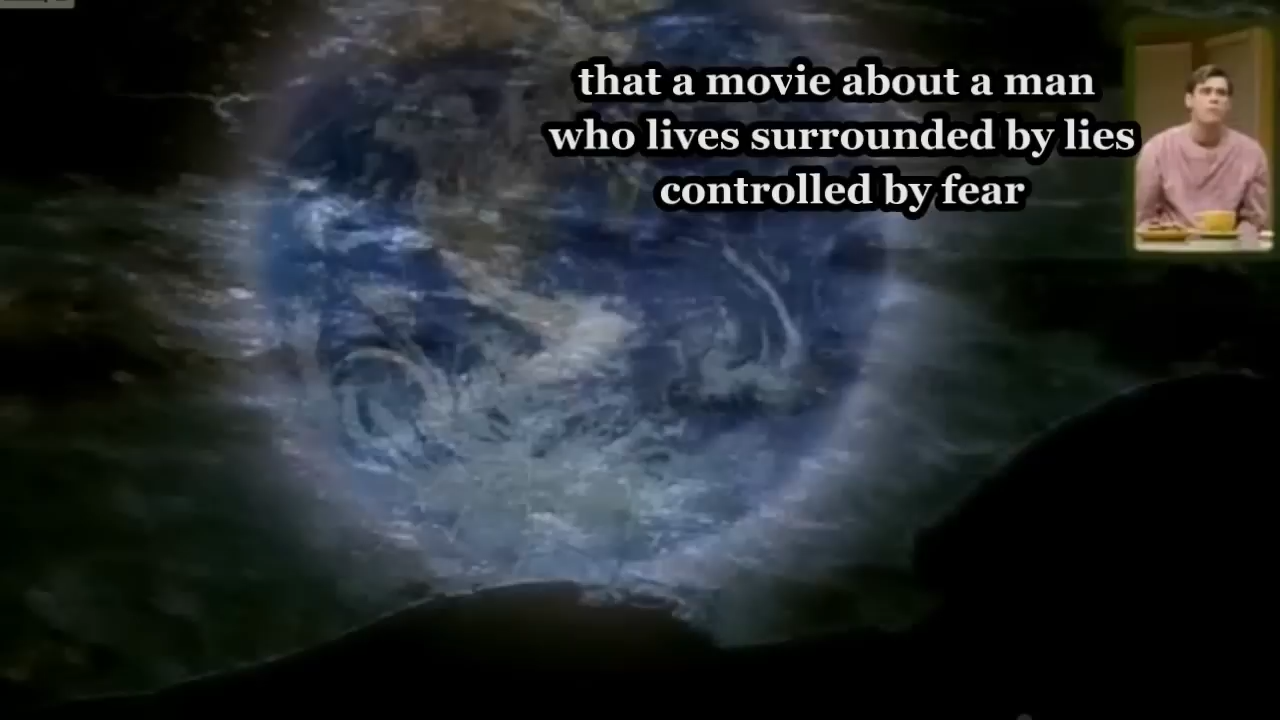 that a movie about a man
who lives surrounded by lies
controlled by fear